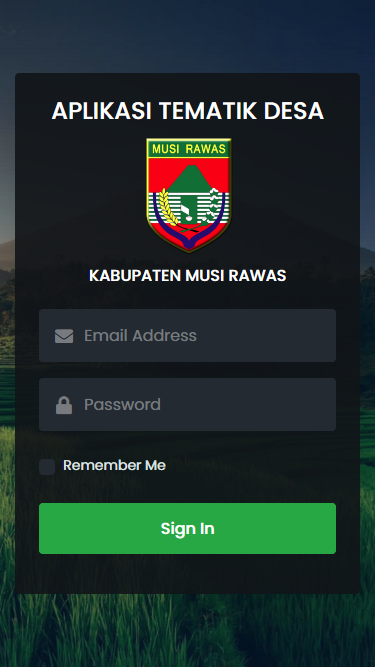 APLIKASI TEMATIK DESA
MUSI RAWAS
KABUPATEN MUSI RAWAS
Email Address
Password
Remember Me
Sign In